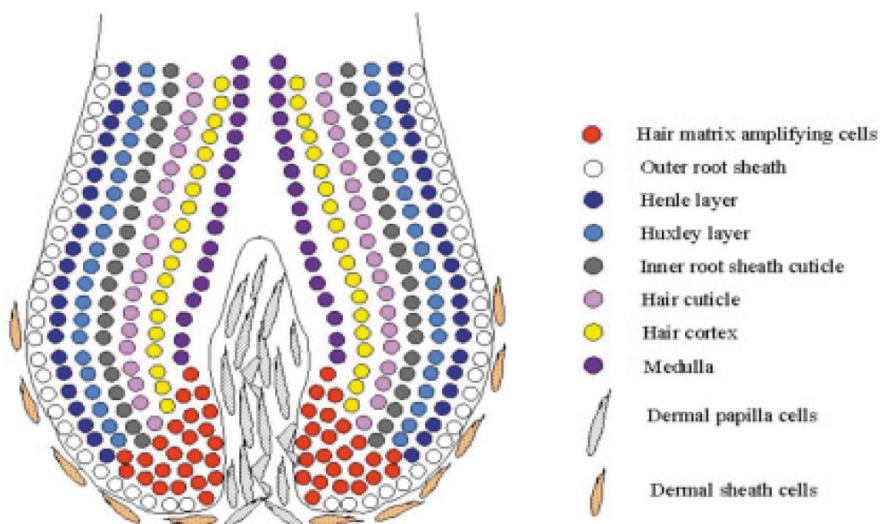 Hair matrix amplifying cells
Outer root sheath
Henle layer
Huxley layer
Inner root sheath cuticle
Hair cuticle
Hair cortex
Medulla
Dermal papilla cells
Dermal sheath cells